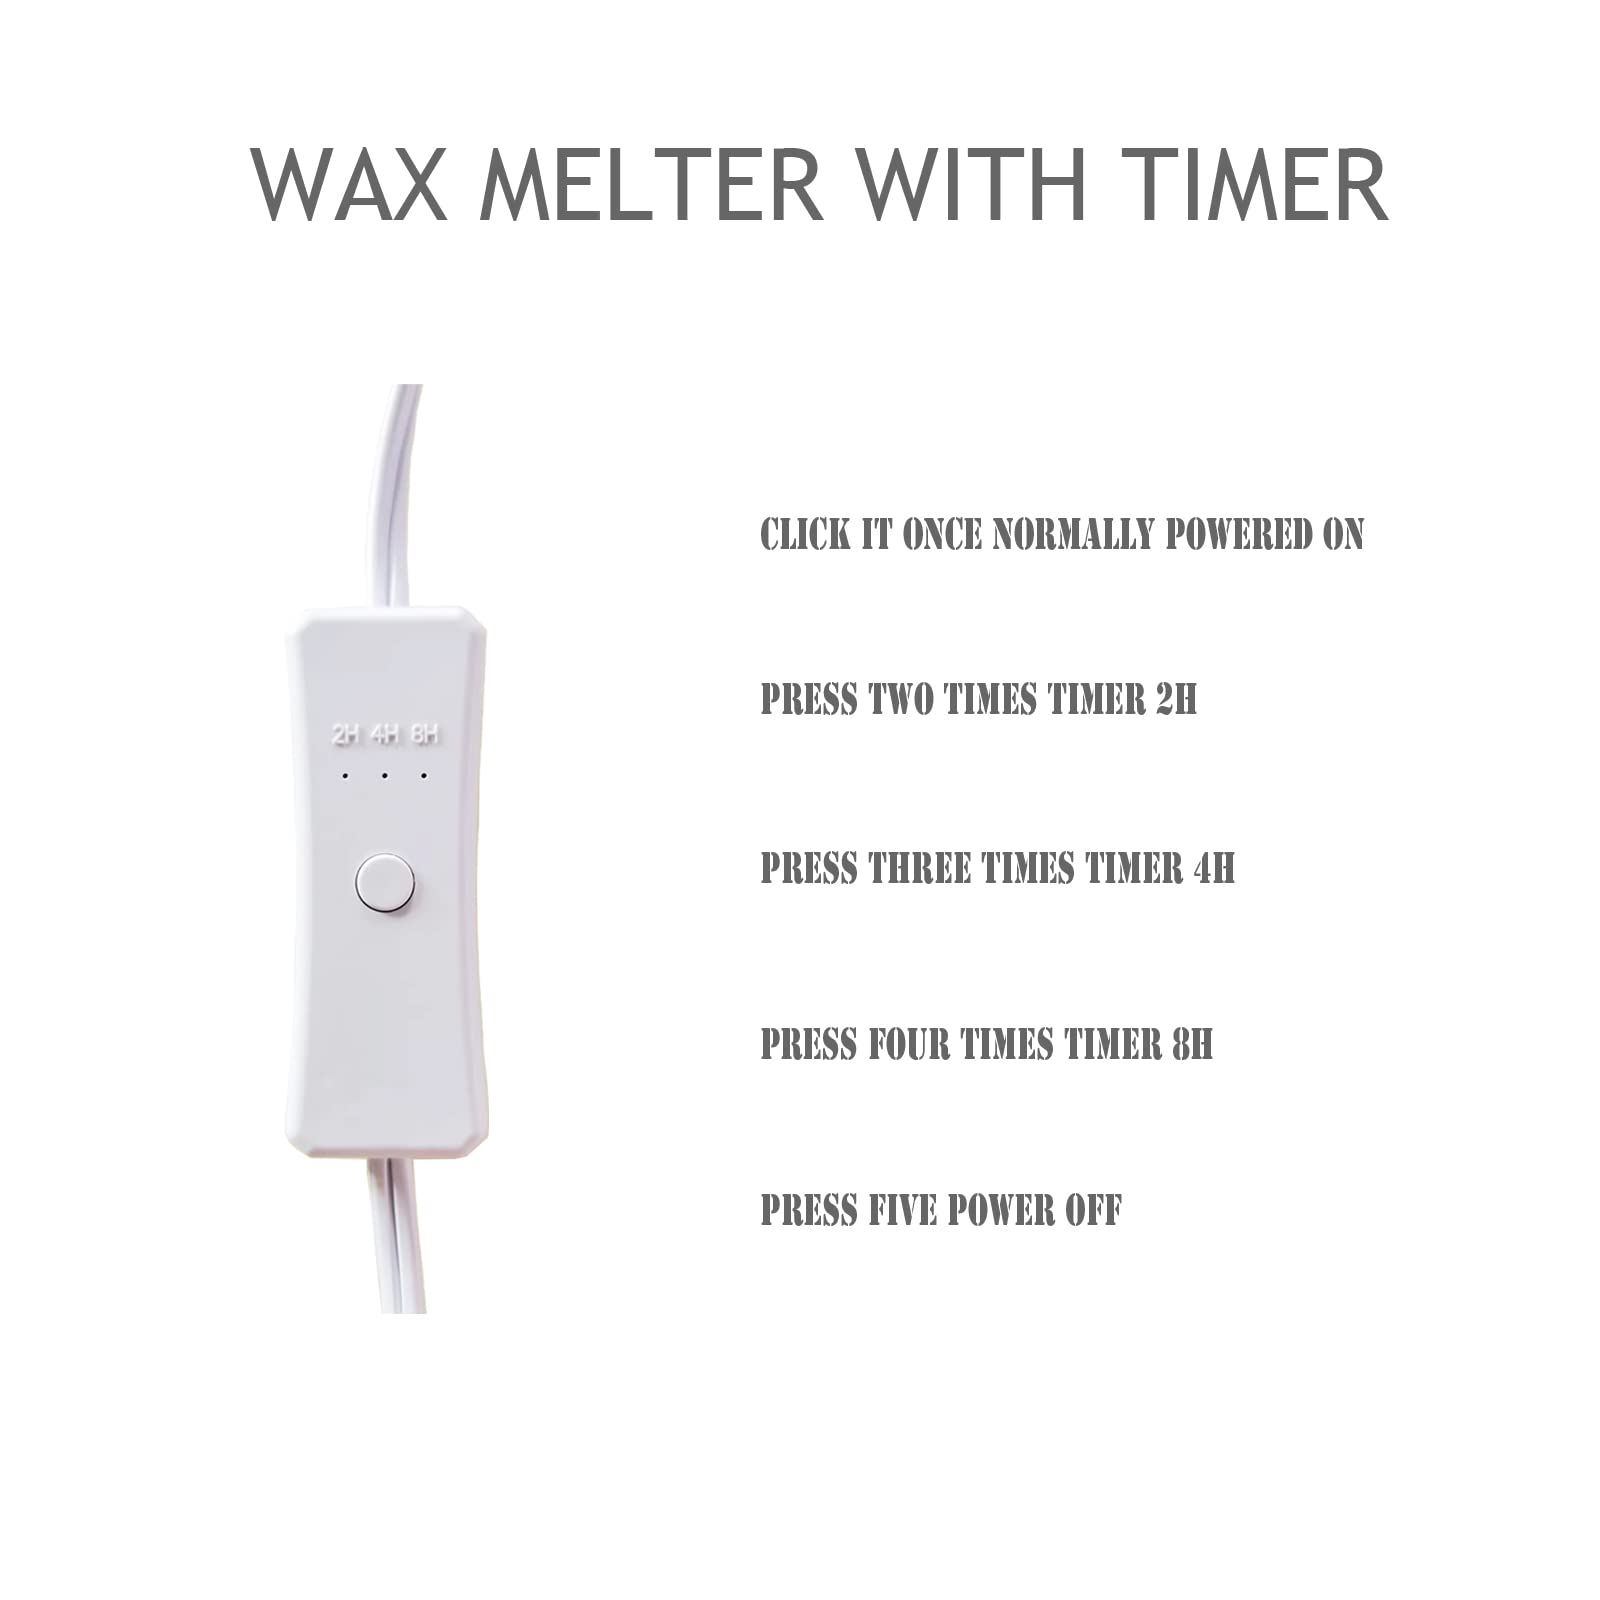 WAX MELTER WITH TIMER
CLICK IT ONCE NORMALLY POWERED ON
2H 4H 8H
PRESS TWO TIMES TIMER 2H
PRESS THREE TIMES TIMER 4H
PRESS FOUR TIMES TIMER 8H
PRESS FIVE POWER OFF